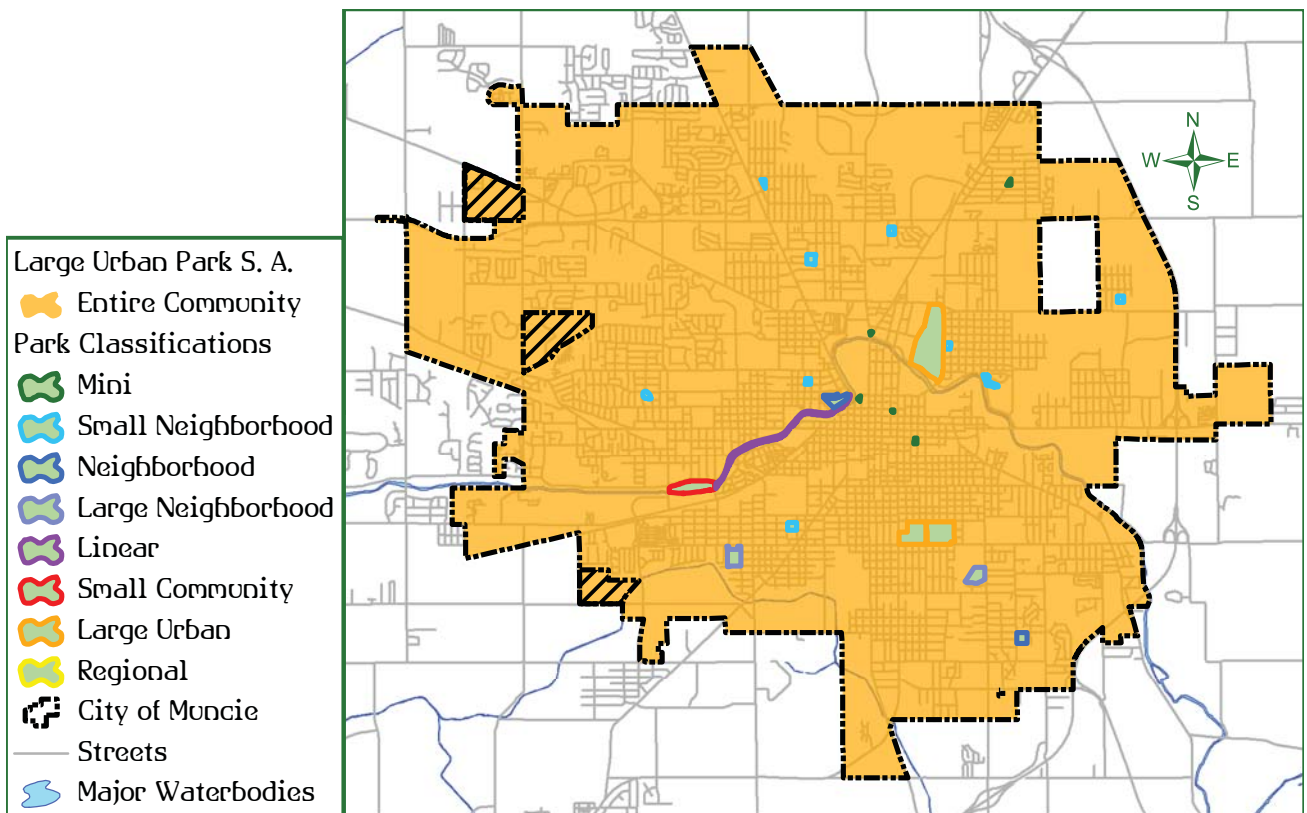 Large Urban Park S. A.
Entire Community
Park Classifications
Mini
Small Neighborhood
Neighborhood
Large Neighborhood
Linear
Small Community
Large Urban
Regional
City of Muncie
Streets
Major Waterbodies
N
W E
S